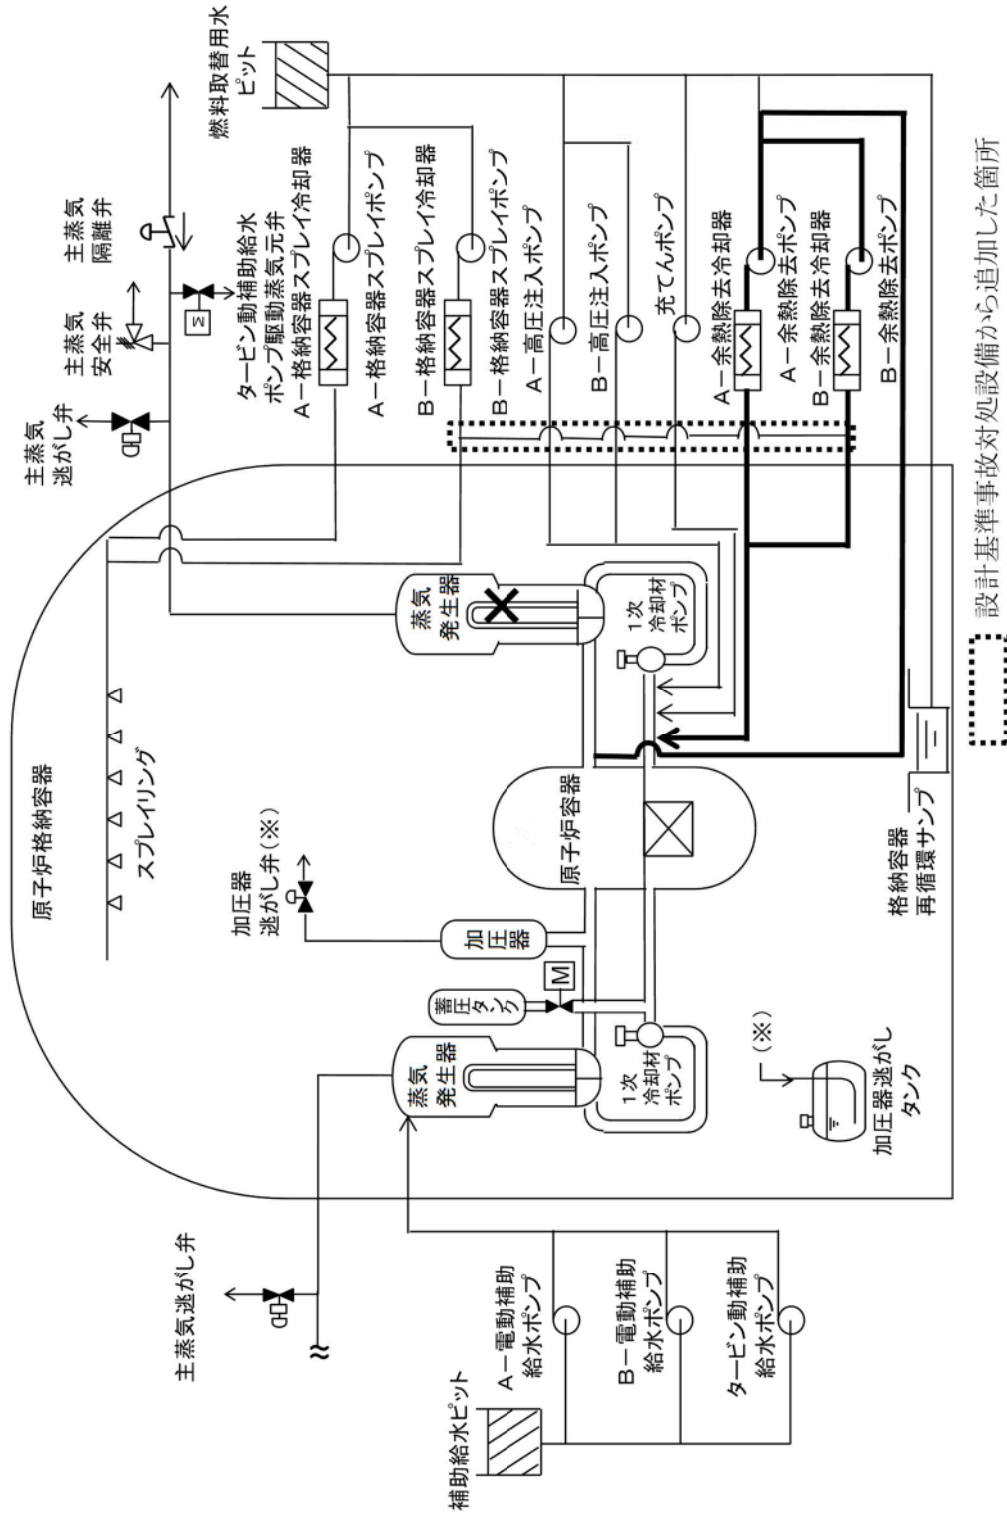 補助給水ピット
A－電動補助
給水ポンプ
B－電動補助
給水ポンプ
タービン動補助
給水ポンプ
主蒸気逃がし弁
≈
原子炉格納容器
スプレイリング
加圧器
逃がし弁(※)
蒸気
発生器
蓄圧タンク
M
加圧器
1次
冷却材
ポンプ
(※)
加圧器逃がし
タンク
原子炉容器
格納容器
再循環サンプ
蒸気
発生器
1次
冷却材
ポンプ
主蒸気
逃がし弁
主蒸気
安全弁
主蒸気
隔離弁
M
タービン動補助給水
ポンプ駆動蒸気元弁
燃料取替用水
ピット
A－格納容器スプレイ冷却器
A－格納容器スプレイポンプ
B－格納容器スプレイ冷却器
B－格納容器スプレイポンプ
A－高圧注入ポンプ
B－高圧注入ポンプ
充てんポンプ
A－余熱除去冷却器
A－余熱除去ポンプ
B－余熱除去冷却器
B－余熱除去ポンプ
設計基準事故対処設備から追加した箇所